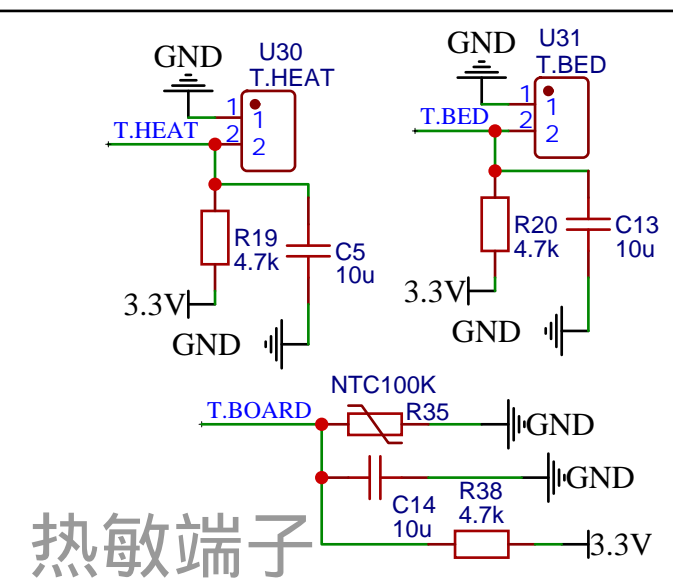 GND
U30
T.HEAT
T.HEAT
1
1
2
2
R19
4.7k
C5
10u
3.3V
GND
GND
U31
T.BED
T.BED
1
1
2
2
R20
4.7k
C13
10u
3.3V
GND
NTC100K
T.BOARD
R35
GND
GND
C14
10u
R38
4.7k
3.3V
热敏端子